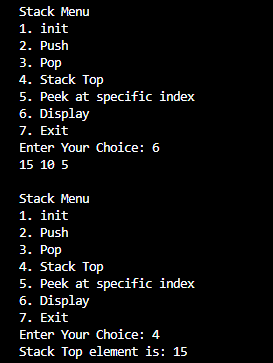 Stack Menu
1. init
2. Push
3. Pop
4. Stack Top
5. Peek at specific index
6. Display
7. Exit
Enter Your Choice: 6
15 10 5
Stack Menu
1. init
2. Push
3. Pop
4. Stack Top
5. Peek at specific index
6. Display
7. Exit
Enter Your Choice: 4
Stack Top element is: 15